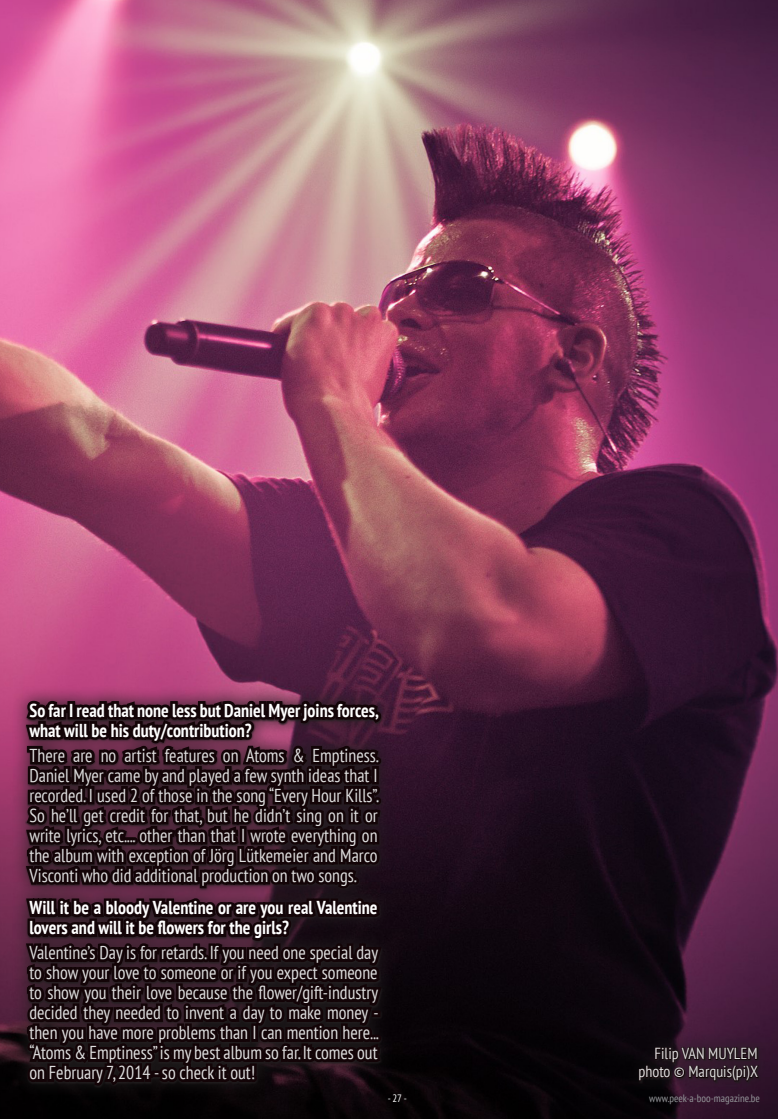 So far I read that none less but Daniel Myer joins forces,
what will be his duty/contribution?
There are no artist features on Atoms & Emptiness.
Daniel Myer came by and played a few synth ideas that I
recorded. I used 2 of those in the song “Every Hour Kills”.
So he’ll get credit for that, but he didn’t sing on it or
write lyrics, etc.... other than that I wrote everything on
the album with exception of Jörg Lütkemeier and Marco
Visconti who did additional production on two songs.
Will it be a bloody Valentine or are you real Valentine
lovers and will it be flowers for the girls?
Valentine’s Day is for retards. If you need one special day
to show your love to someone or if you expect someone
to show you their love because the flower/gift-industry
decided they needed to invent a day to make money -
then you have more problems than I can mention here...
“Atoms & Emptiness” is my best album so far. It comes out
on February 7, 2014 - so check it out!
Filip VAN MUYLEM
photo © Marquis(pi)X
- 27 -
www.peek-a-boo-magazine.be